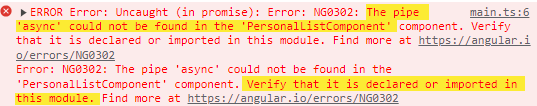 ERROR Error: Uncaught (in promise): Error: NG0302: The pipe main.ts:6
'async' could not be found in the 'PersonalListComponent' component. Verify
that it is declared or imported in this module. Find more at https://angular.i
o/errors/NG0302
Error: NG0302: The pipe 'async' could not be found in the
'PersonalListComponent' component. Verify that it is declared or imported in
this module. Find more at https://angular.io/errors/NG0302